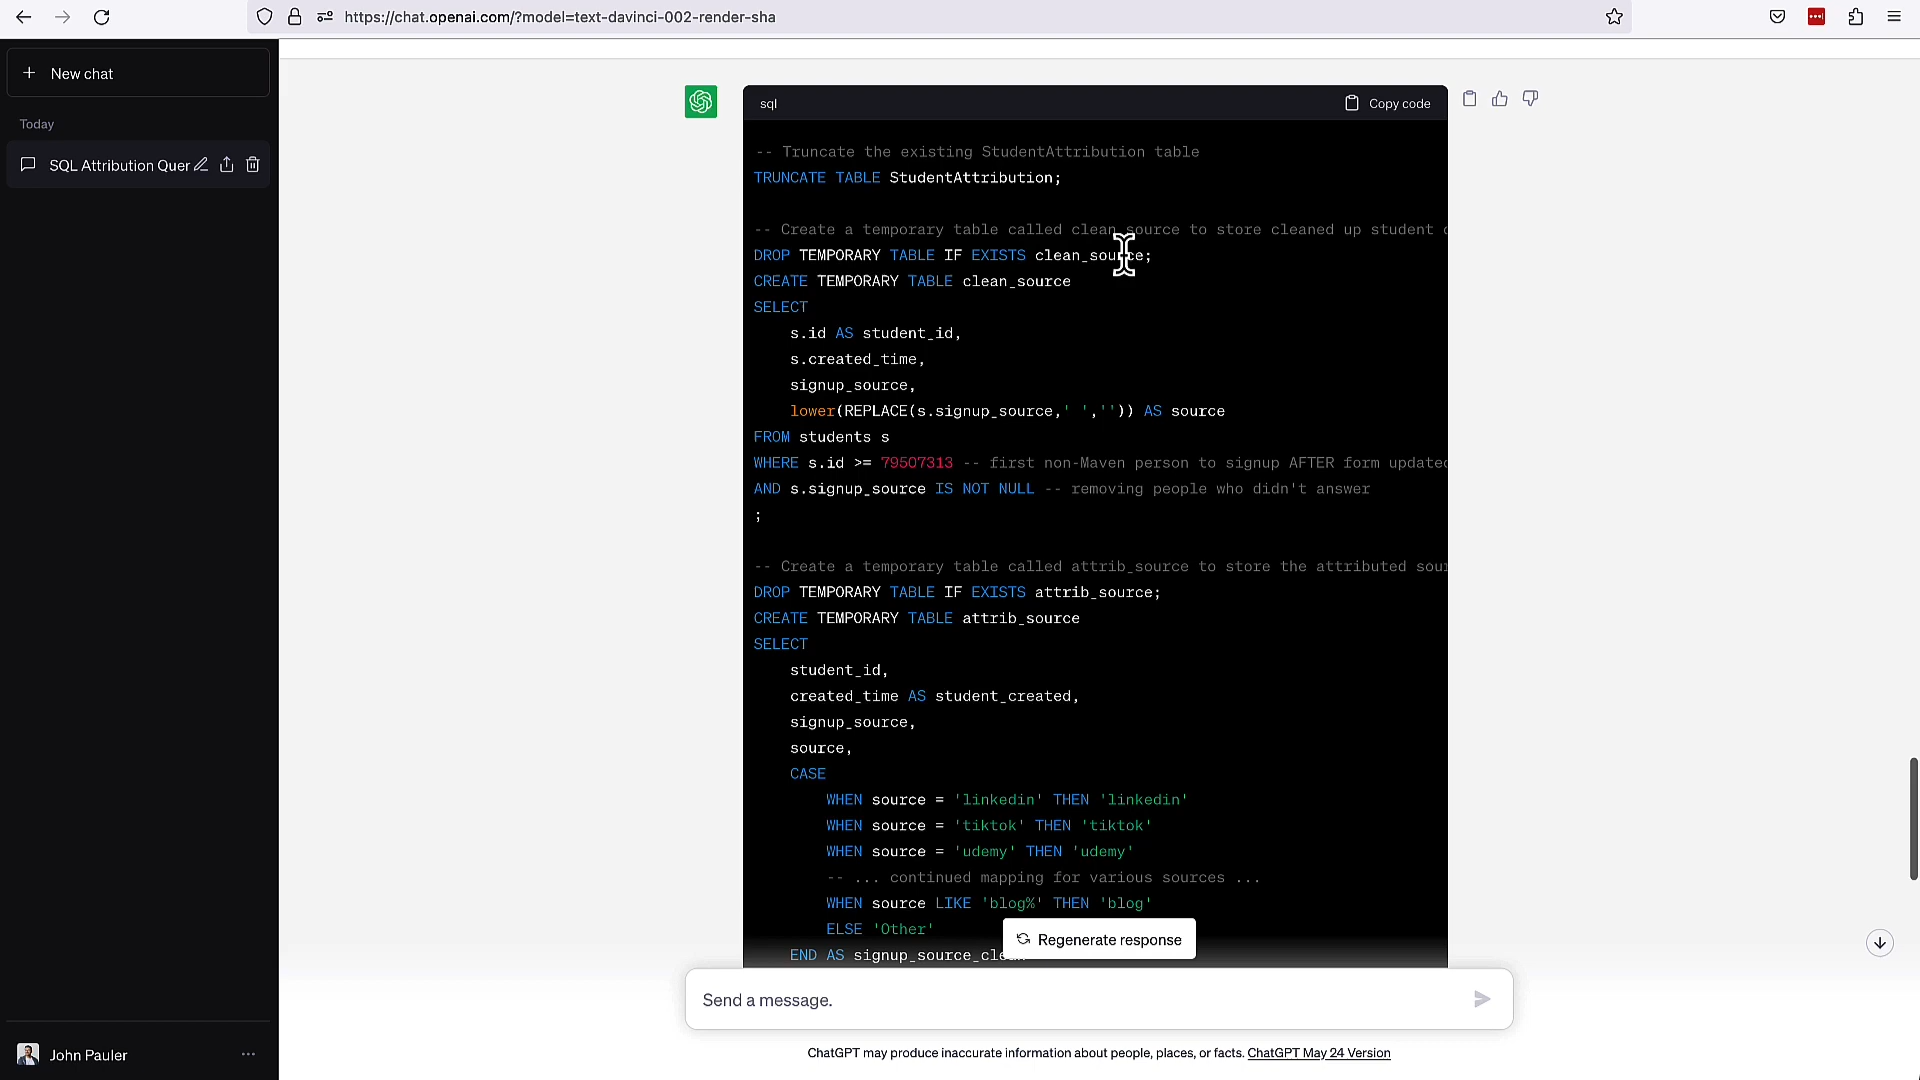 https://chat.openai.com/?model=text-davinci-002-render-sha
New chat
Today
SQL Attribution Quer
John Pauler
sql
Copy code
-- Truncate the existing StudentAttribution table
TRUNCATE TABLE StudentAttribution;
-- Create a temporary table called clean_source to store cleaned up student
DROP TEMPORARY TABLE IF EXISTS clean_source;
CREATE TEMPORARY TABLE clean_source
SELECT
s.id AS student_id,
s.created_time,
signup_source,
lower(REPLACE(s.signup_source,' ','')) AS source
FROM students s
WHERE s.id >= 79507313 -- first non-Maven person to signup AFTER form updated
AND s.signup_source IS NOT NULL -- removing people who didn't answer
;
-- Create a temporary table called attrib_source to store the attributed sour
DROP TEMPORARY TABLE IF EXISTS attrib_source;
CREATE TEMPORARY TABLE attrib_source
SELECT
student_id,
created_time AS student_created,
signup_source,
source,
CASE
WHEN source = 'linkedin' THEN 'linkedin'
WHEN source = 'tiktok' THEN 'tiktok'
WHEN source = 'udemy' THEN 'udemy'
-- ... continued mapping for various sources ...
WHEN source LIKE 'blog%' THEN 'blog'
ELSE 'Other'
END AS signup_source_clean
Regenerate response
Send a message.
ChatGPT may produce inaccurate information about people, places, or facts. ChatGPT May 24 Version